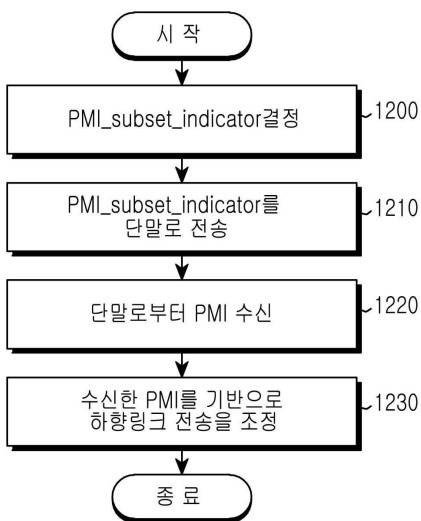 시 작
PMI_subset_indicator결정
1200
PMI_subset_indicator를
단말로 전송
1210
단말로부터 PMI 수신
1220
수신한 PMI를 기반으로
하향링크 전송을 조정
1230
종 료